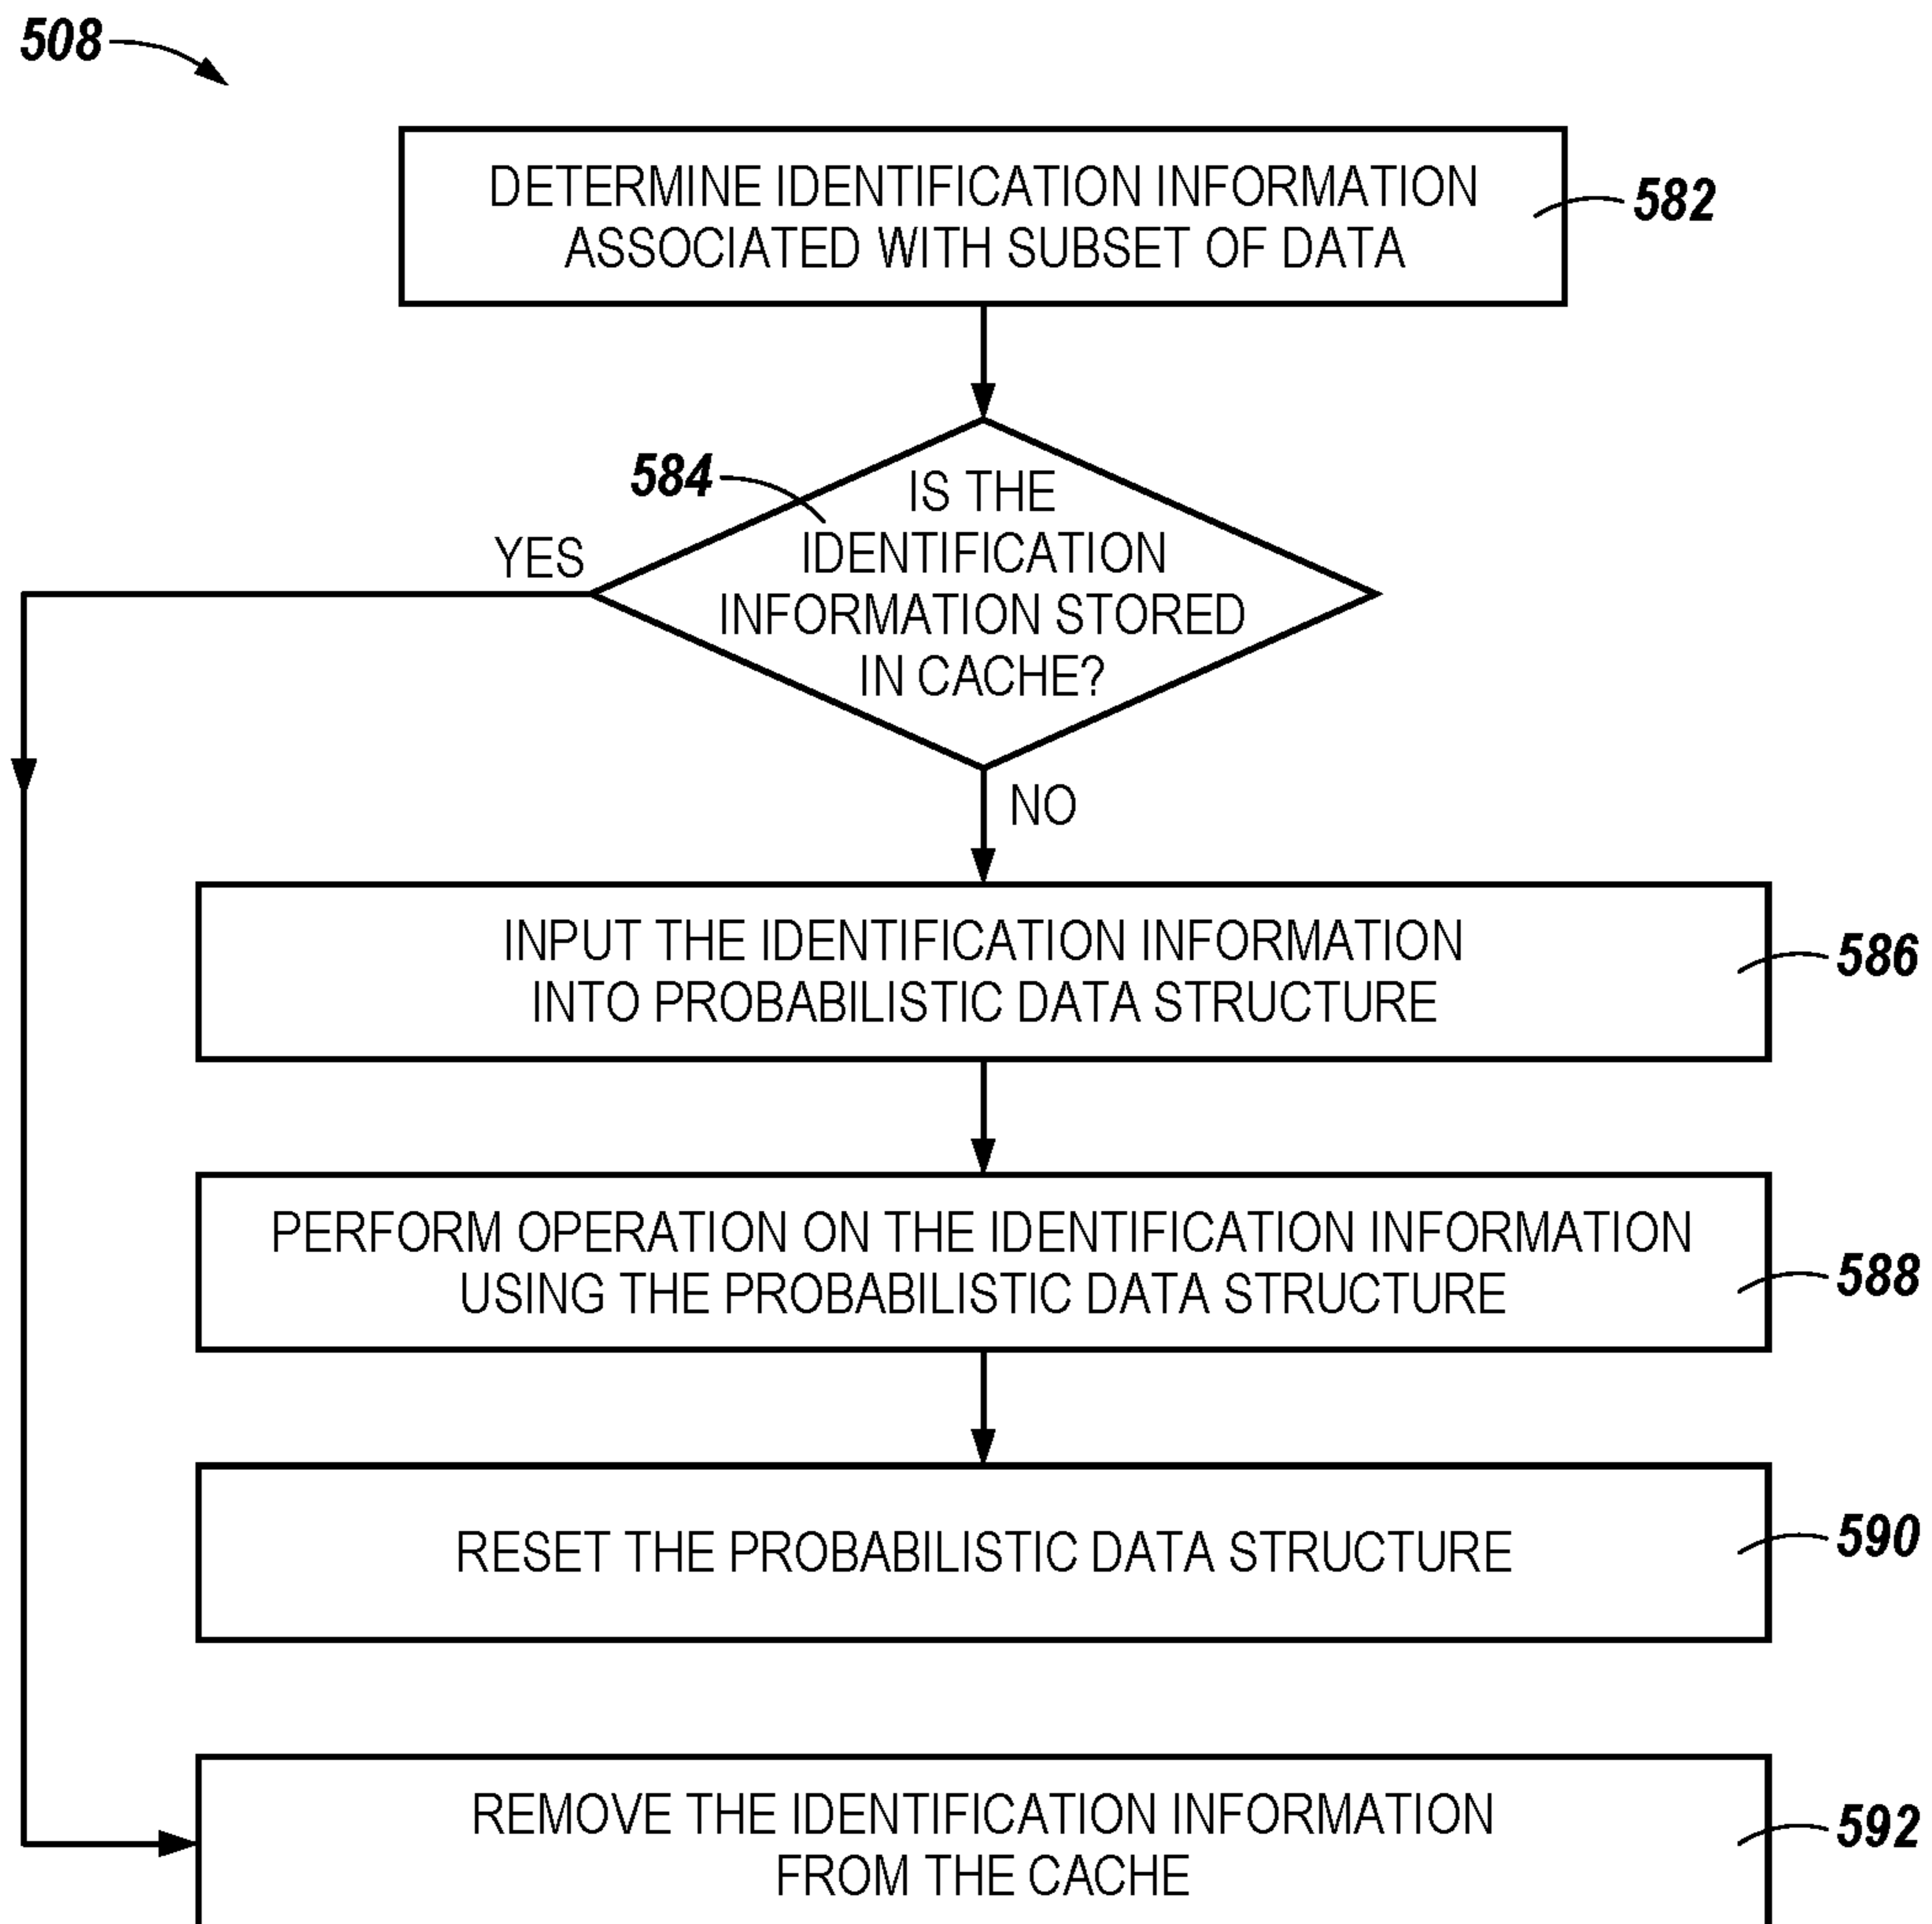 508
DETERMINE IDENTIFICATION INFORMATION
ASSOCIATED WITH SUBSET OF DATA
582
584
IS THE
IDENTIFICATION
INFORMATION STORED
IN CACHE?
YES
NO
INPUT THE IDENTIFICATION INFORMATION
INTO PROBABILISTIC DATA STRUCTURE
586
PERFORM OPERATION ON THE IDENTIFICATION INFORMATION
USING THE PROBABILISTIC DATA STRUCTURE
588
RESET THE PROBABILISTIC DATA STRUCTURE
590
REMOVE THE IDENTIFICATION INFORMATION
FROM THE CACHE
592